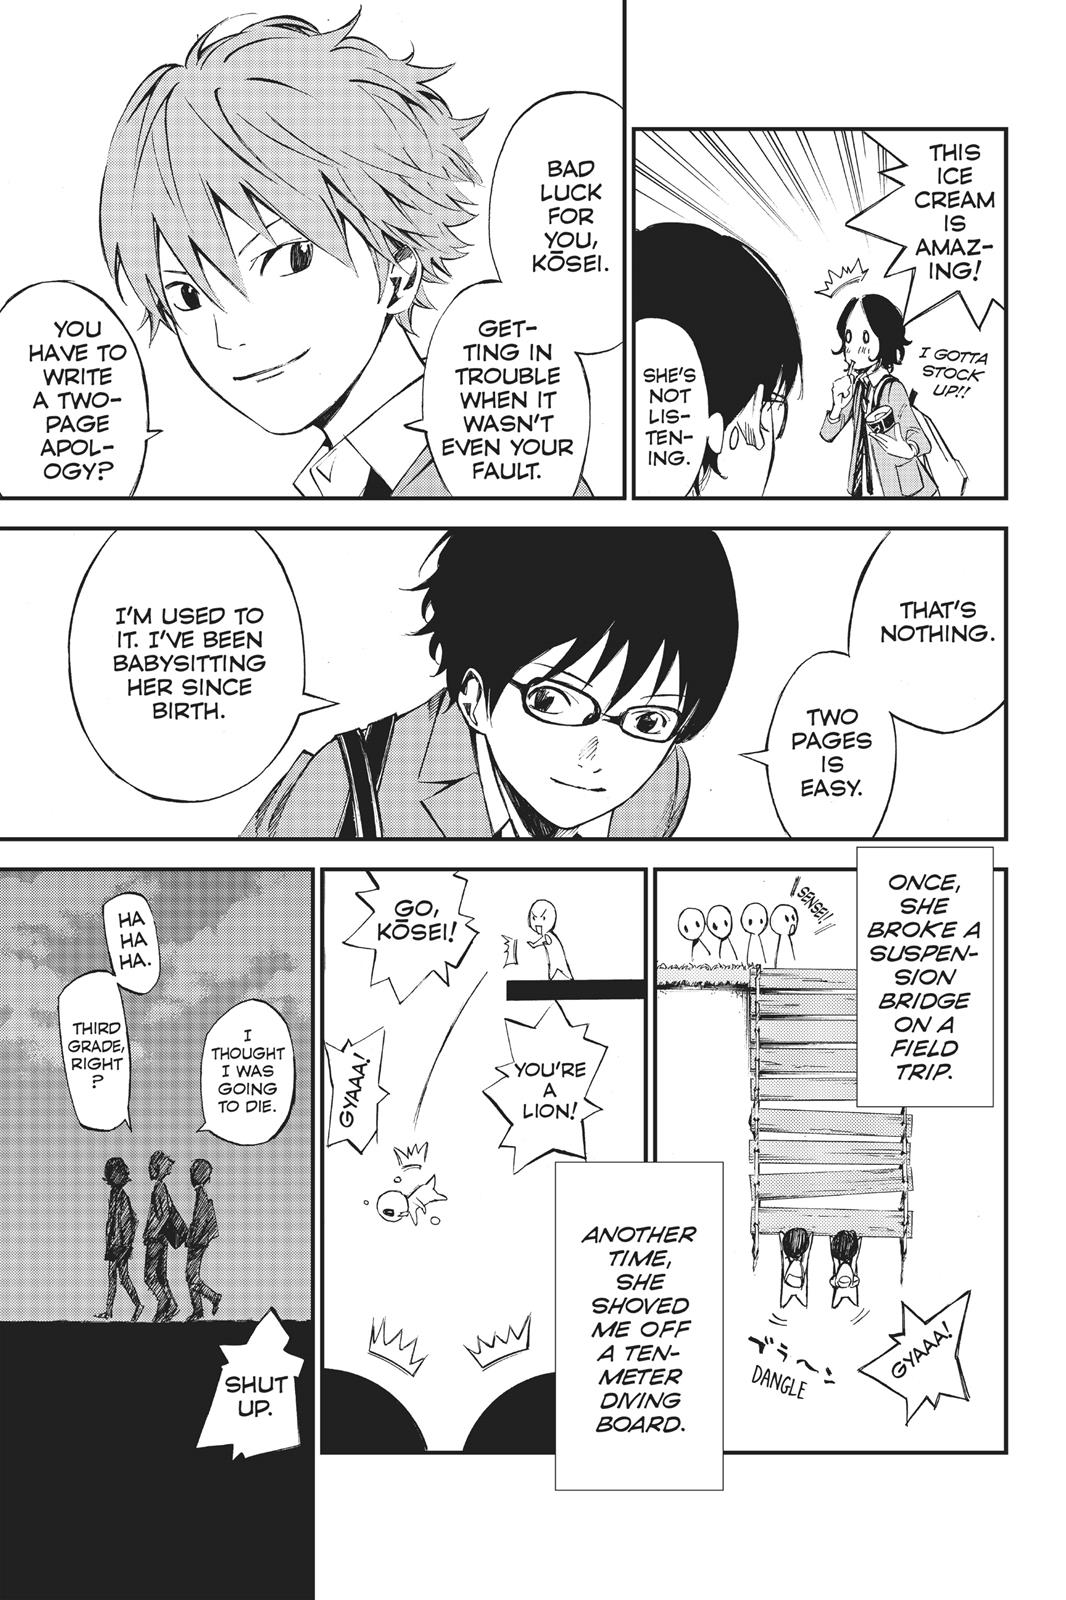 THIS
ICE
CREAM
IS
AMAZ-
ING!
I GOTTA
STOCK
UP!!
SHE'S
NOT
LIS-
TEN-
ING.
BAD
LUCK
FOR
YOU,
KŌSEI.
GET-
TING IN
TROUBLE
WHEN IT
WASN'T
EVEN YOUR
FAULT.
YOU
HAVE TO
WRITE
A TWO-
PAGE
APOL-
OGY?
THAT'S
NOTHING.
TWO
PAGES
IS
EASY.
I'M USED TO
IT. I'VE BEEN
BABYSITTING
HER SINCE
BIRTH.
ONCE,
SHE
BROKE A
SUSPEN-
SION
BRIDGE
ON A
FIELD
TRIP.
SENSEI!
GYAAA!
ブラーン
DANGLE
ANOTHER
TIME,
SHE
SHOVED
ME OFF
A TEN-
METER
DIVING
BOARD.
GO,
KŌSEI!
YOU'RE
A
LION!
GYAAA!
I
THOUGHT
I WAS
GOING
TO DIE.
HA
HA
HA.
THIRD
GRADE,
RIGHT
?
SHUT
UP.